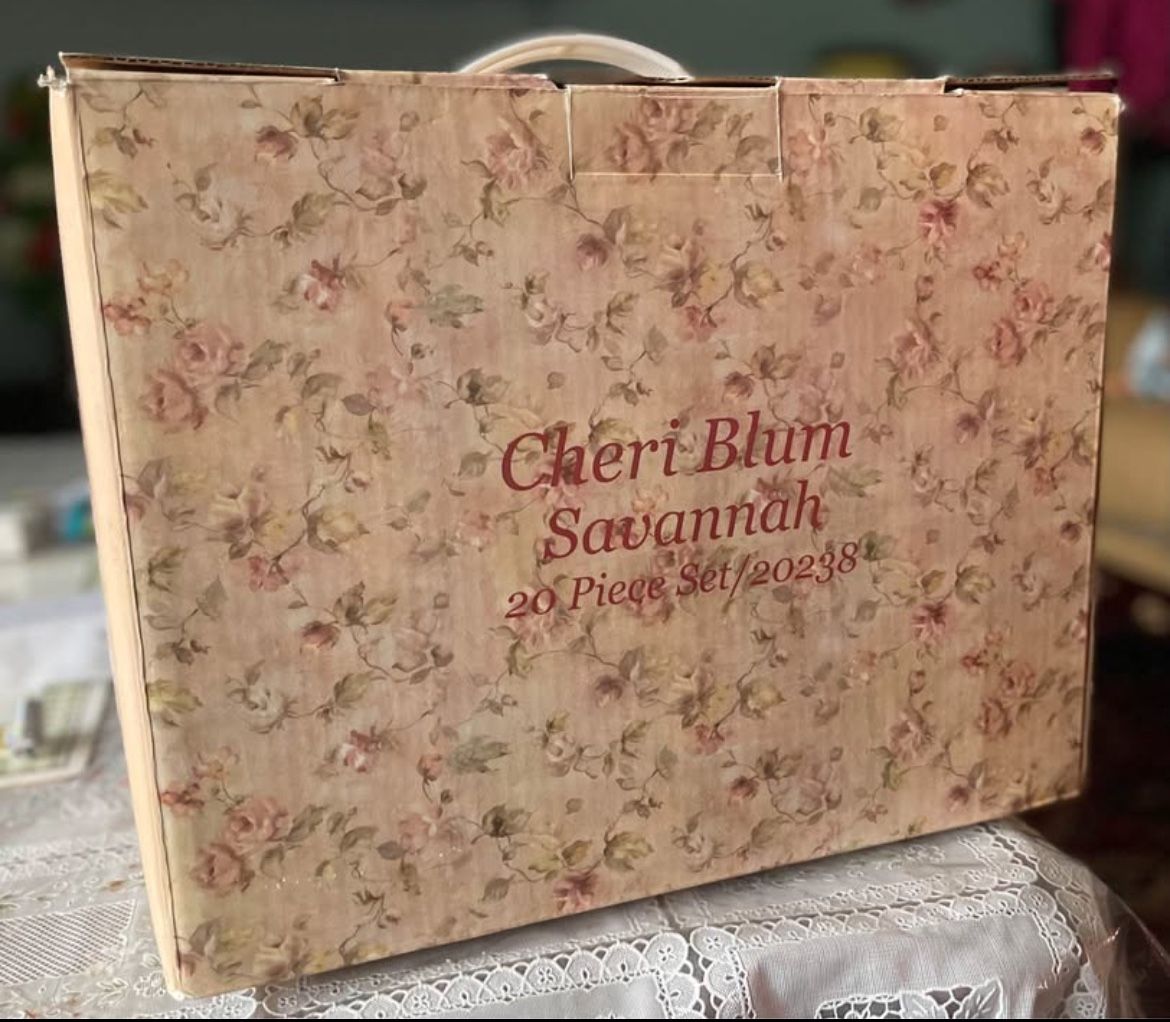 Cheri Blum
Savannah
20 Piece Set/20238